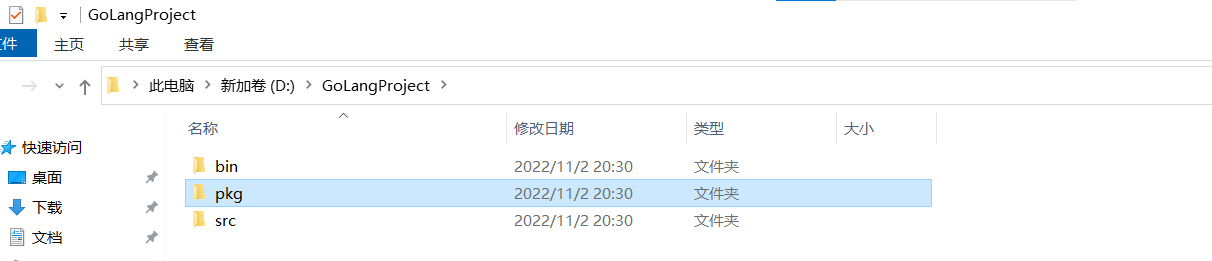 GoLangProject
文件 主页 共享 查看
此电脑 新加卷 (D:) GoLangProject
名称 修改日期 类型 大小
快速访问
bin 2022/11/2 20:30 文件夹
桌面
pkg 2022/11/2 20:30 文件夹
下载
src 2022/11/2 20:30 文件夹
文档